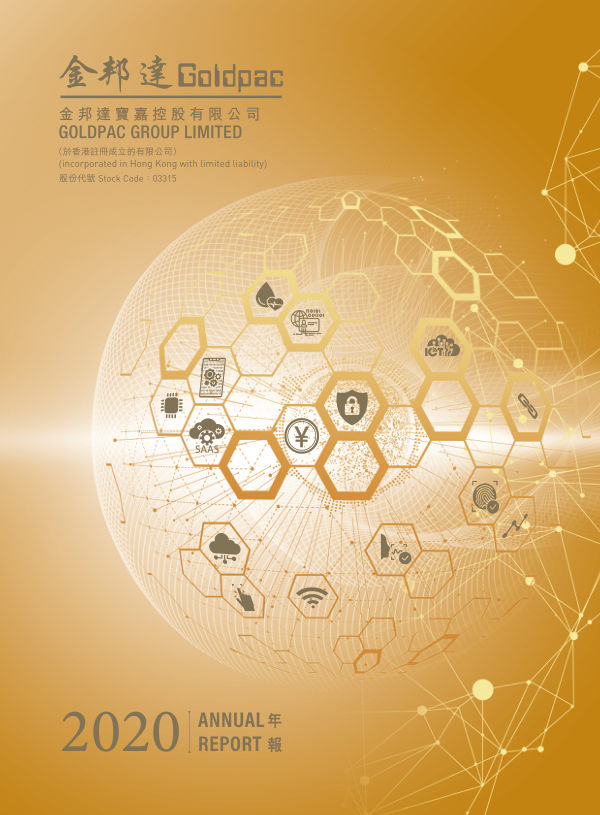 金邦達 Goldpac
金邦達寶嘉控股有限公司
GOLDPAC GROUP LIMITED
（於香港註冊成立的有限公司）
(incorporated in Hong Kong with limited liability)
股份代號 Stock Code：03315
IOT
SAAS
¥
2020 ANNUAL 年
REPORT 報